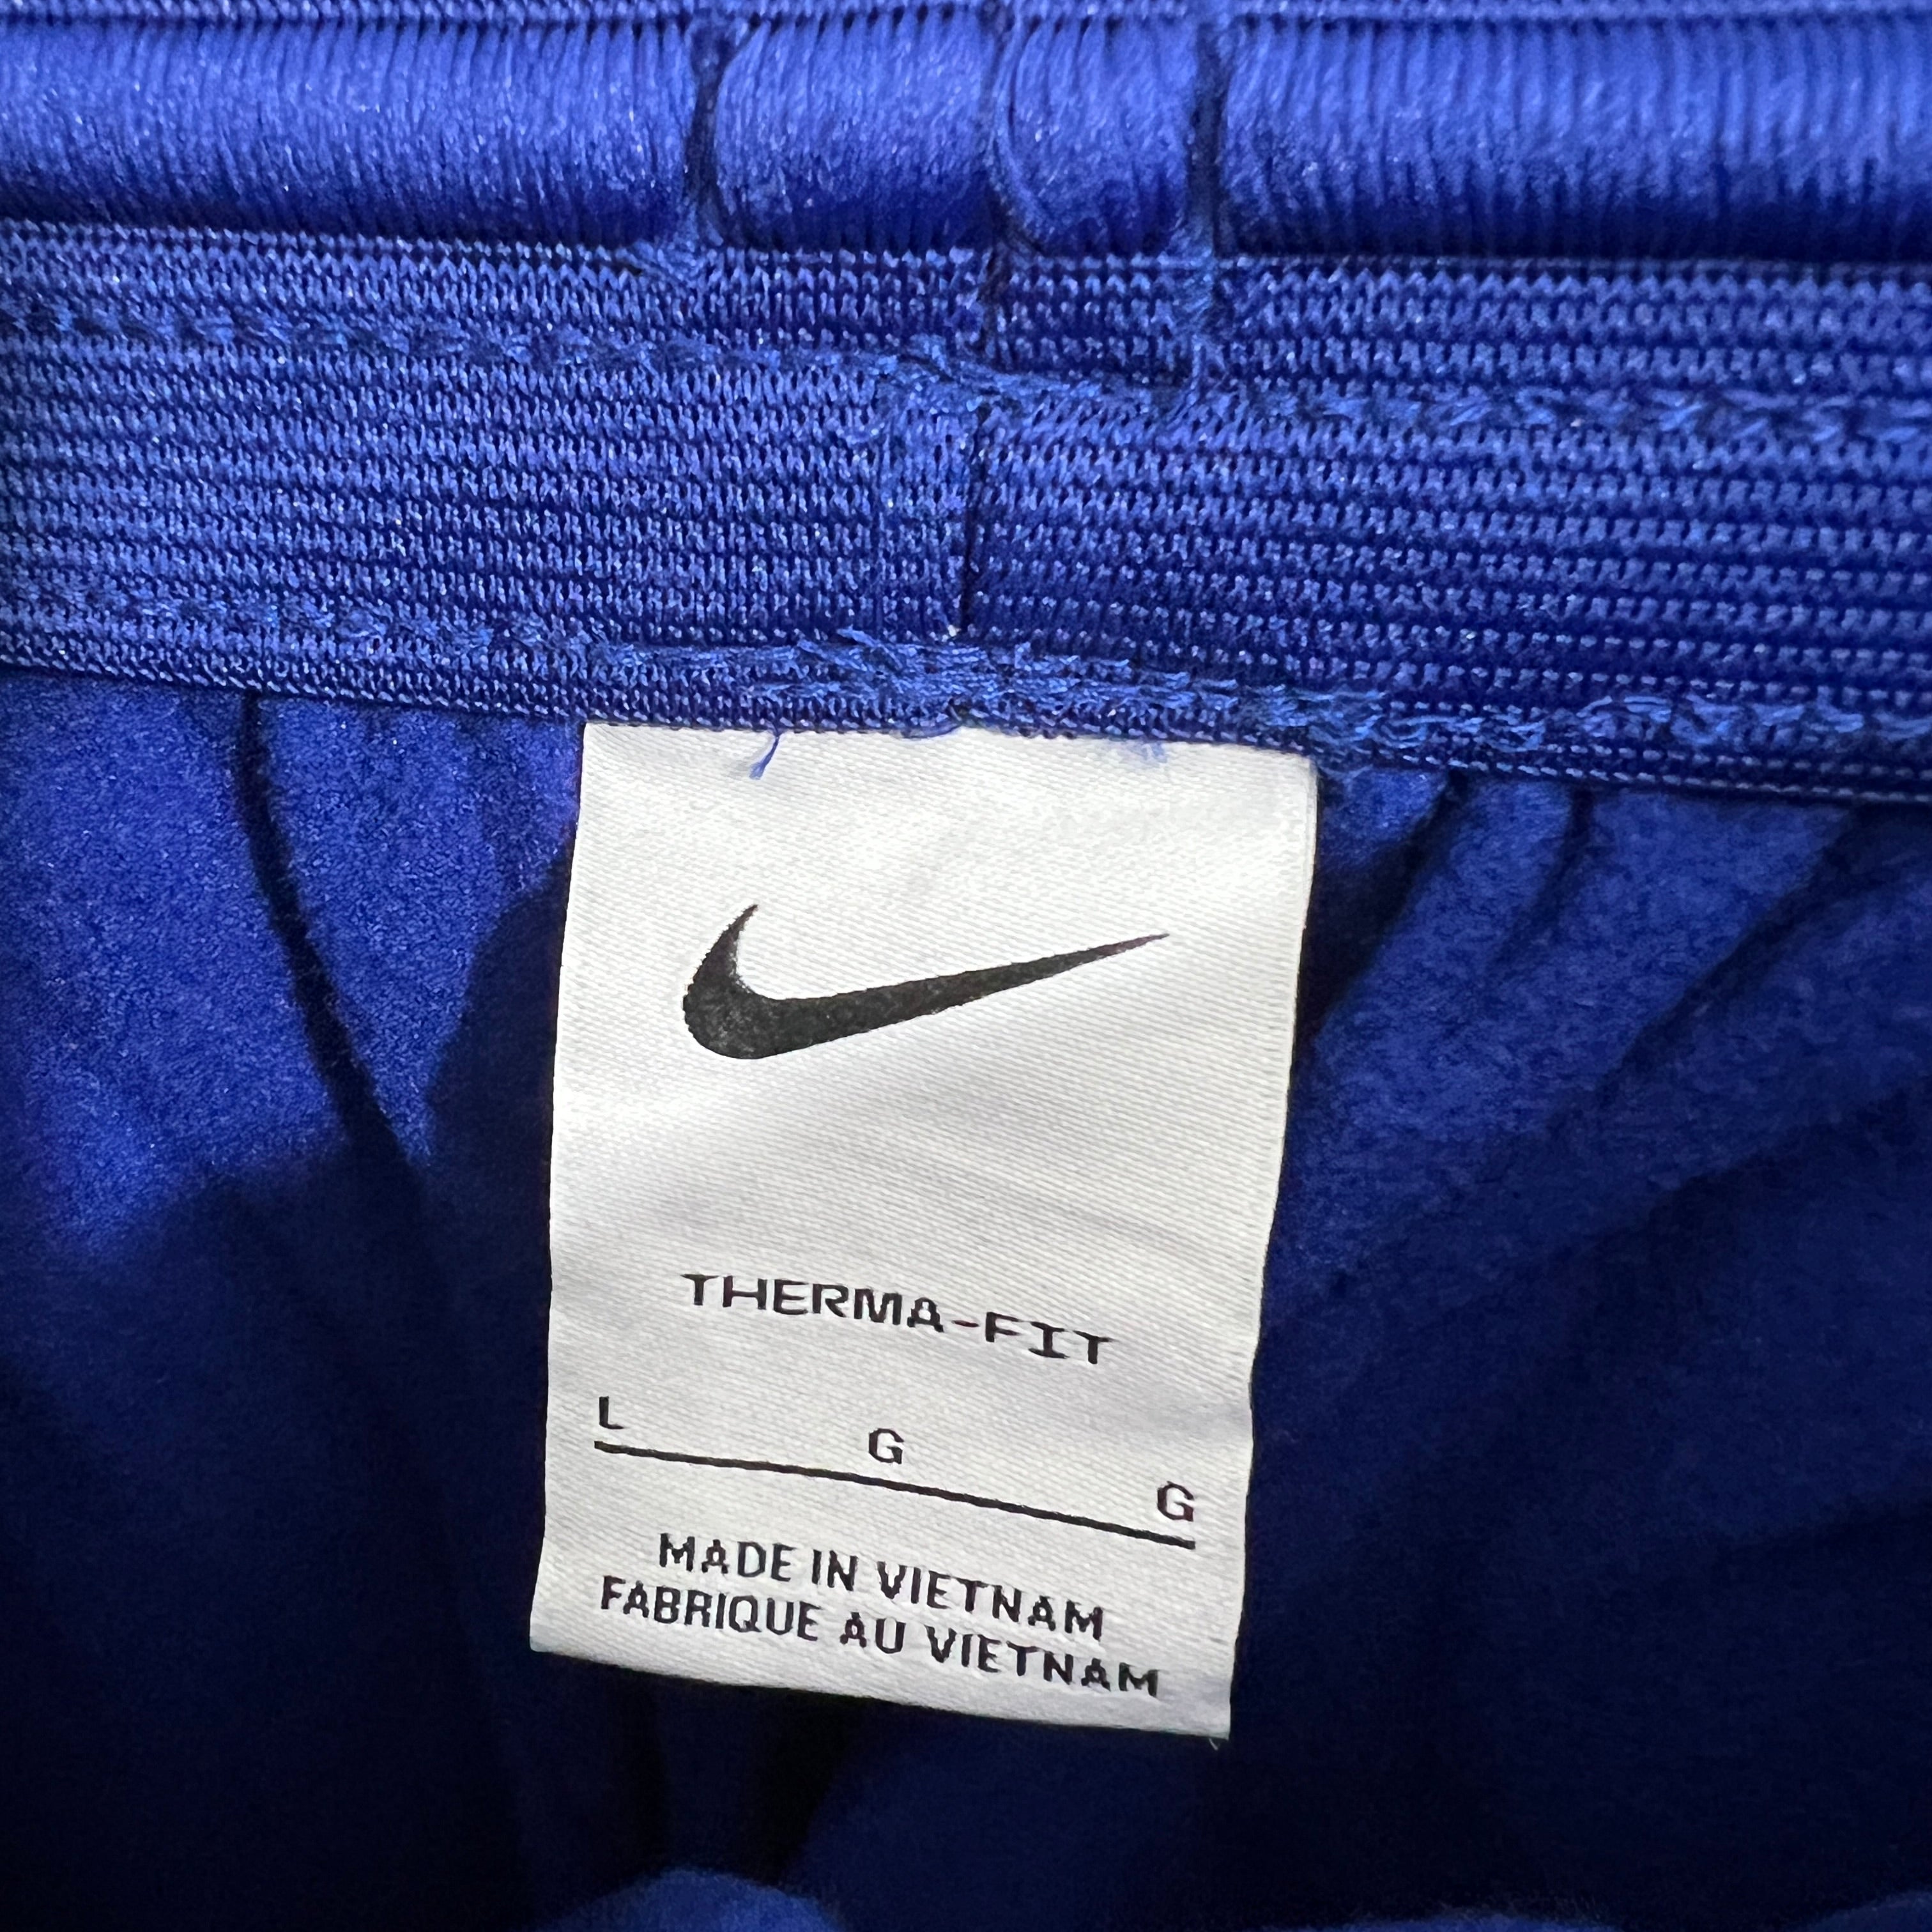 THERMA-FIT
L G G
MADE IN VIETNAM
FABRIQUE AU VIETNAM